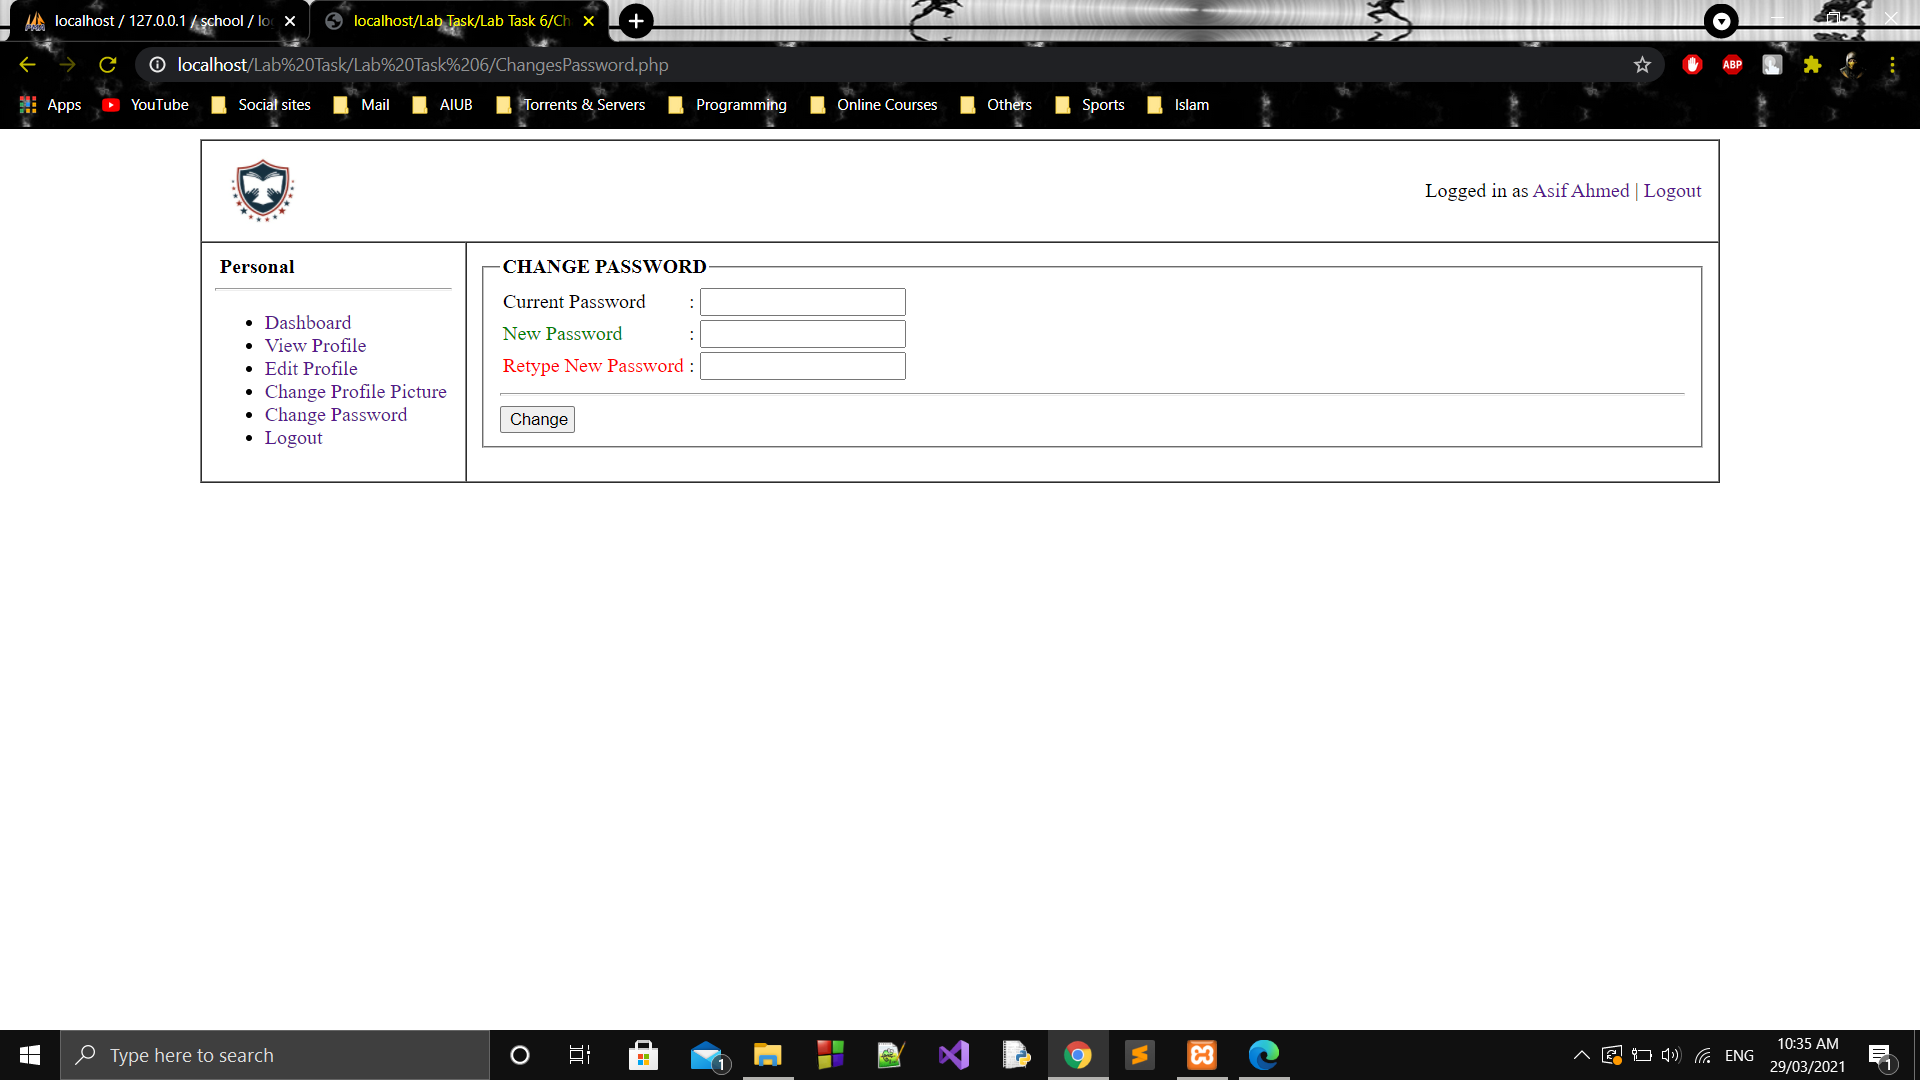 localhost / 127.0.0.1 / school / lo
localhost/Lab Task/Lab Task 6/Ch
localhost/Lab%20Task/Lab%20Task%206/ChangesPassword.php
ABP
Apps YouTube Social sites Mail AIUB Torrents & Servers Programming Online Courses Others Sports Islam
Logged in as Asif Ahmed | Logout
Personal
Dashboard
View Profile
Edit Profile
Change Profile Picture
Change Password
Logout
CHANGE PASSWORD
Current Password :
New Password :
Retype New Password :
Change
Type here to search
1
ENG
10:35 AM
29/03/2021
1